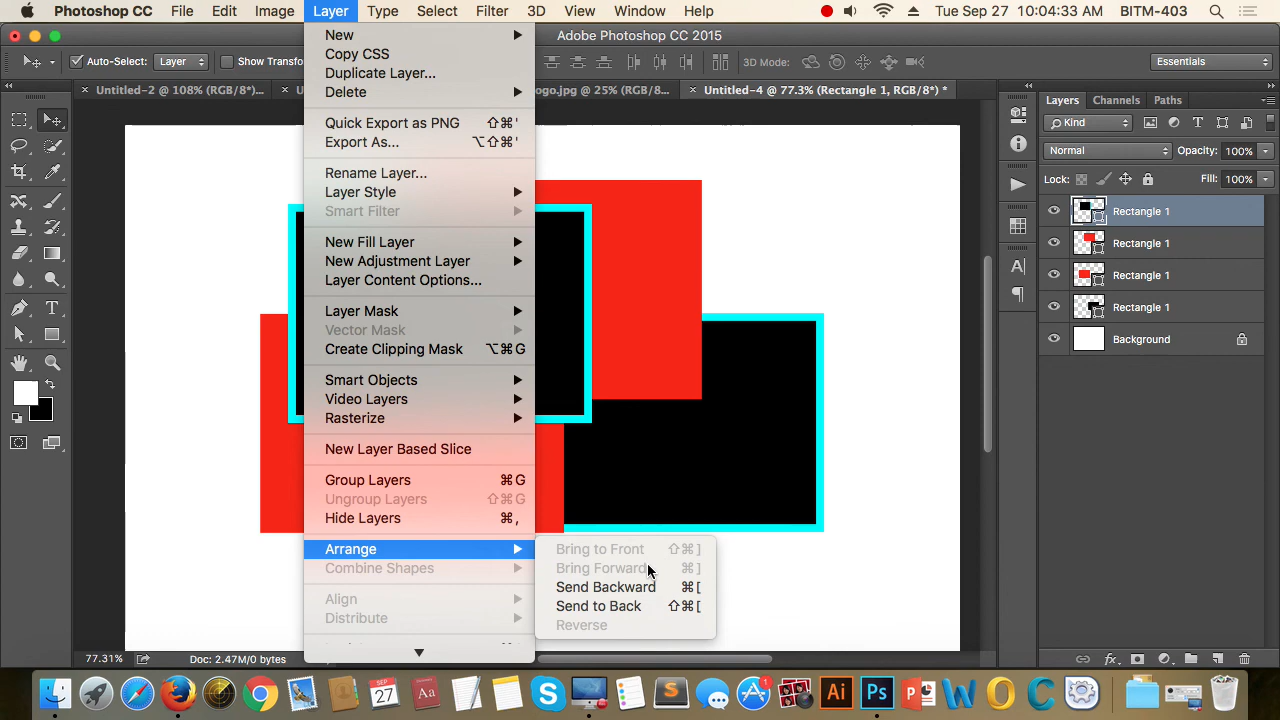 Photoshop CC File Edit Image Layer Type Select Filter 3D View Window Help Tue Sep 27 10:04:33 AM BITM-403
Adobe Photoshop CC 2015
Auto-Select: Layer Show Transfo 3D Mode: Essentials
Untitled-2 @ 108% (RGB/8*)... U ogo.jpg @ 25% (RGB/8... Untitled-4 @ 77.3% (Rectangle 1, RGB/8*) *
New
Copy CSS
Duplicate Layer...
Delete
Quick Export as PNG ⇧⌘'
Export As... ⌥⇧⌘'
Rename Layer...
Layer Style
Smart Filter
New Fill Layer
New Adjustment Layer
Layer Content Options...
Layer Mask
Vector Mask
Create Clipping Mask ⌥⌘G
Smart Objects
Video Layers
Rasterize
New Layer Based Slice
Group Layers ⌘G
Ungroup Layers ⇧⌘G
Hide Layers ⌘,
Arrange
Combine Shapes
Align
Distribute
Bring to Front ⇧⌘]
Bring Forward ⌘]
Send Backward ⌘[
Send to Back ⇧⌘[
Reverse
Layers Channels Paths
Kind
Normal Opacity: 100%
Lock: Fill: 100%
Rectangle 1
Rectangle 1
Rectangle 1
Rectangle 1
Background
77.31% Doc: 2.47M/0 bytes
SEP
27
Aa
1
Ai
Ps